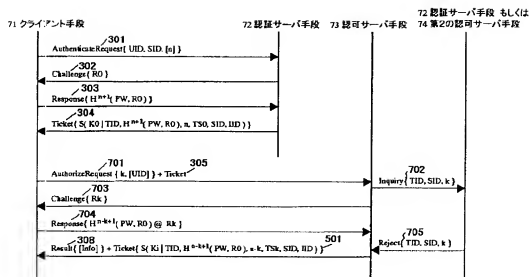 72 認証サーバ手段 もしくは
71 クライアント手段 72 認証サーバ手段 73 認可サーバ手段 74 第2の認可サーバ手段
301
AuthenticateRequest{ UID, SID, [n] }
302
Challenge{ R0 }
303
Response{ H^n+1( PW, R0 ) }
304
Ticket{ S( K0 | TID, H^n+1( PW, R0 ), n, TS0, SID, IID ) }
701 305
AuthorizeRequest { k, [UID] } + Ticket
702
Inquiry{ TID, SID, k }
703
Challenge{ Rk }
704
Response{ H^n-k+1( PW, R0 ) @ Rk }
705
Reject{ TID, SID, k }
308 501
Result{ [Info] } + Ticket{ S( Ki | TID, H^n-k+1( PW, R0 ), n-k, TSk, SID, IID ) }